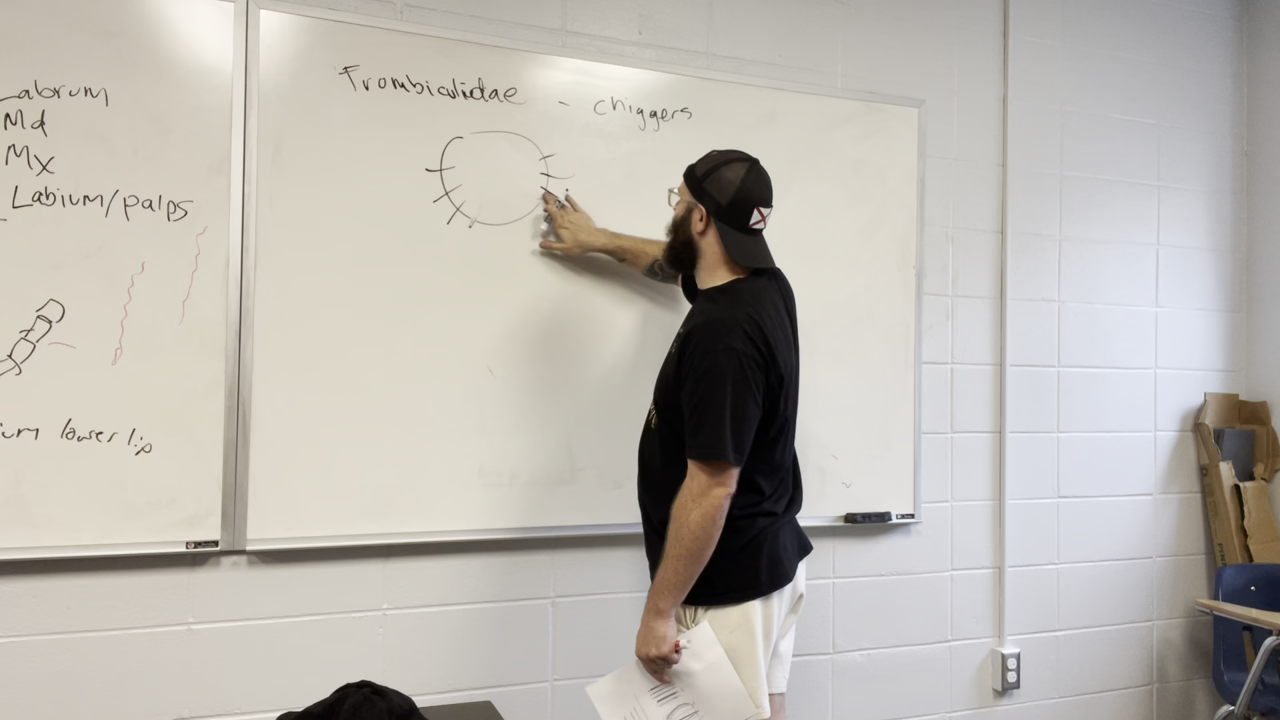 Labrum
Md
Mx
Labium/palps
lower lip
Trombiculidae - chiggers